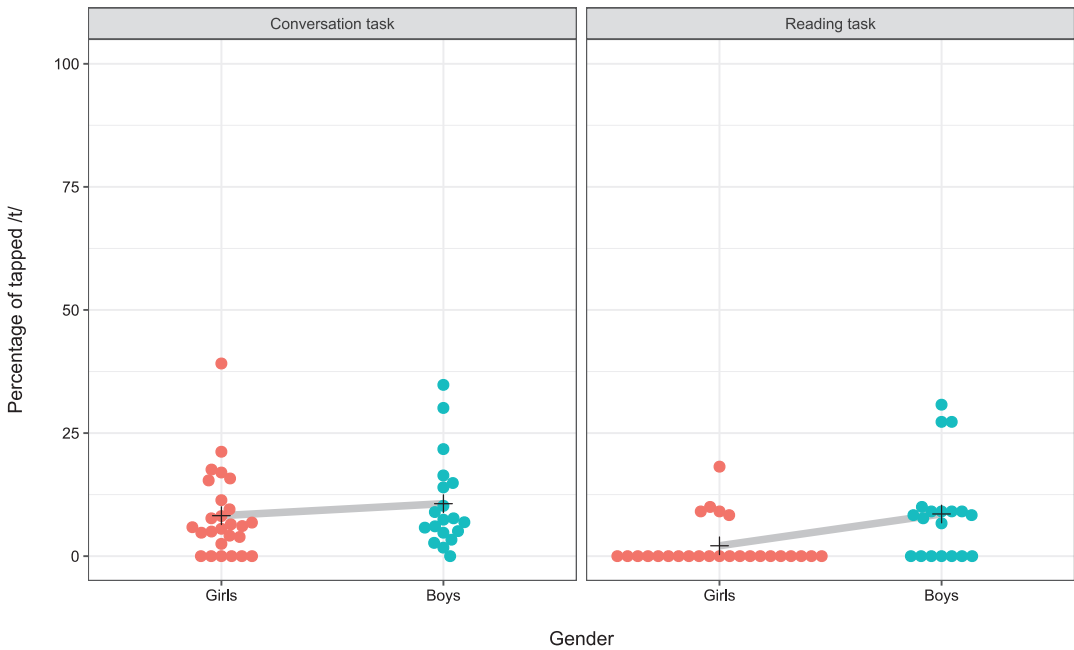 Conversation task
Reading task
Percentage of tapped /t/
100
75
50
25
0
Girls
Boys
Girls
Boys
Gender